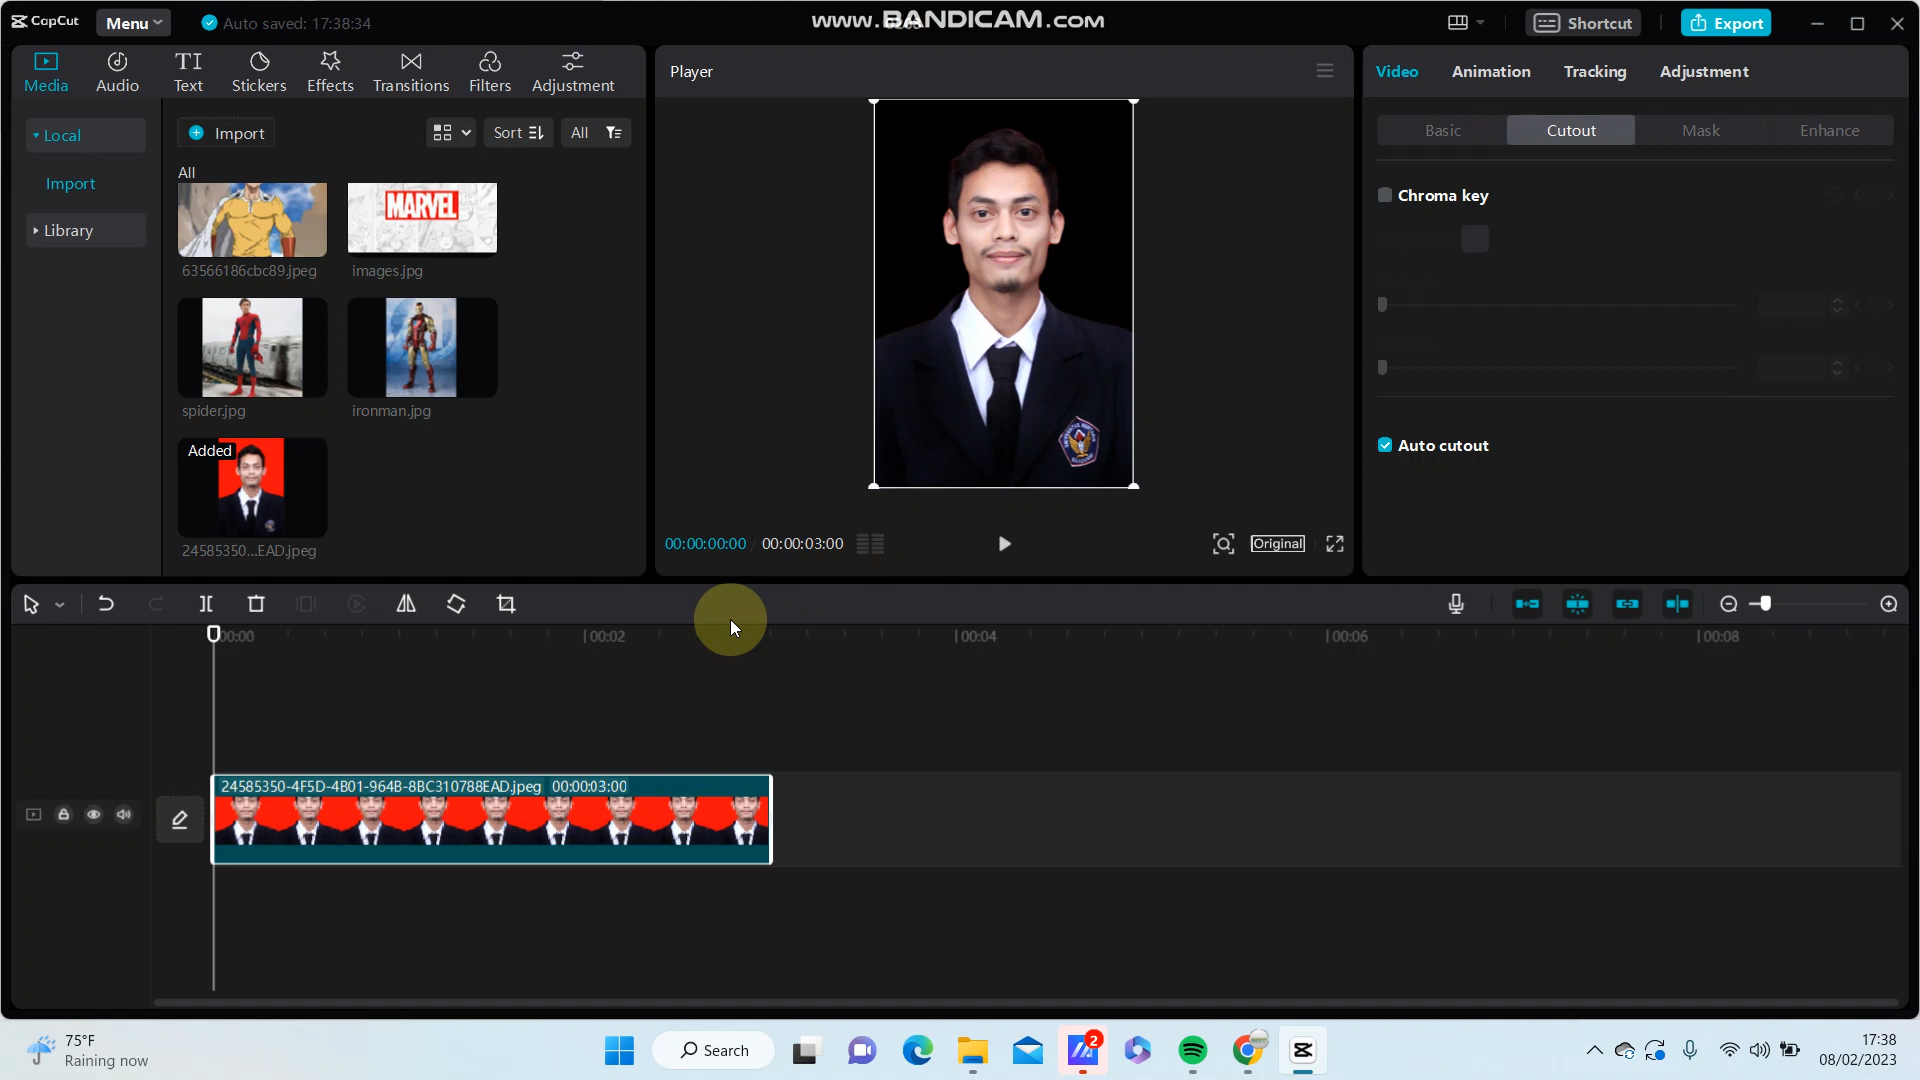 CapCut
Menu
Auto saved: 17:38:34
www.BANDICAM.com
Shortcut
Export
Media
Audio
Text
Stickers
Effects
Transitions
Filters
Adjustment
Player
Video
Animation
Tracking
Adjustment
Local
Import
Library
Import
Sort
All
All
Basic
Cutout
Mask
Enhance
MARVEL
63566186cbc89.jpeg
images.jpg
Chroma key
spider.jpg
ironman.jpg
Added
24585350...EAD.jpeg
Auto cutout
00:00:00:00 / 00:00:03:00
Original
00:00
00:02
00:04
00:06
00:08
24585350-4F5D-4B01-964B-8BC310788EAD.jpeg 00:00:03:00
75°F
Raining now
Search
2
17:38
08/02/2023